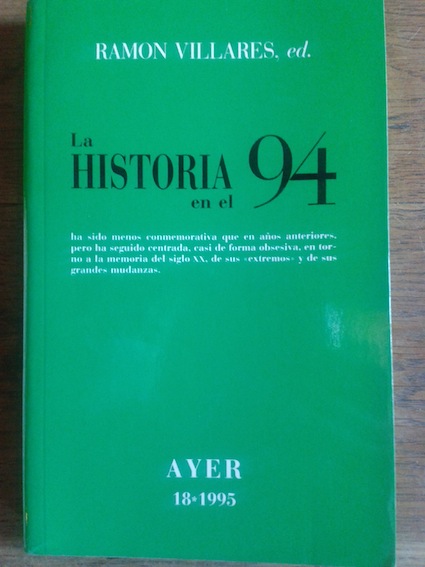 RAMON VILLARES, ed.
La
HISTORIA
en el
94
ha sido menos conmemorativa que en años anteriores,
pero ha seguido centrada, casi de forma obsesiva, en tor-
no a la memoria del siglo XX, de sus «extremos» y de sus
grandes mudanzas.
AYER
18*1995